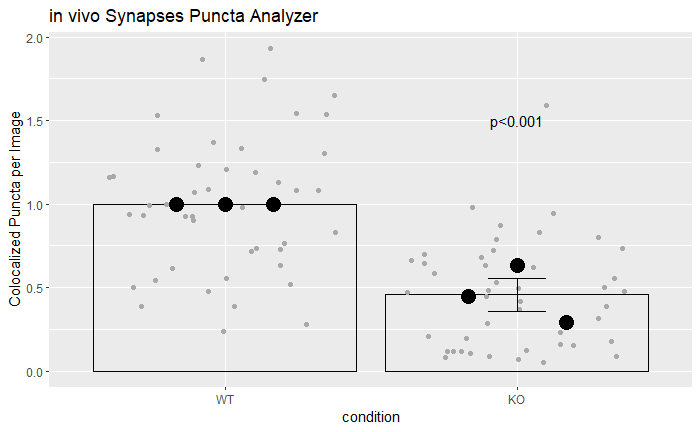 in vivo Synapses Puncta Analyzer
Colocalized Puncta per Image
2.0
1.5
1.0
0.5
0.0
p<0.001
WT
KO
condition